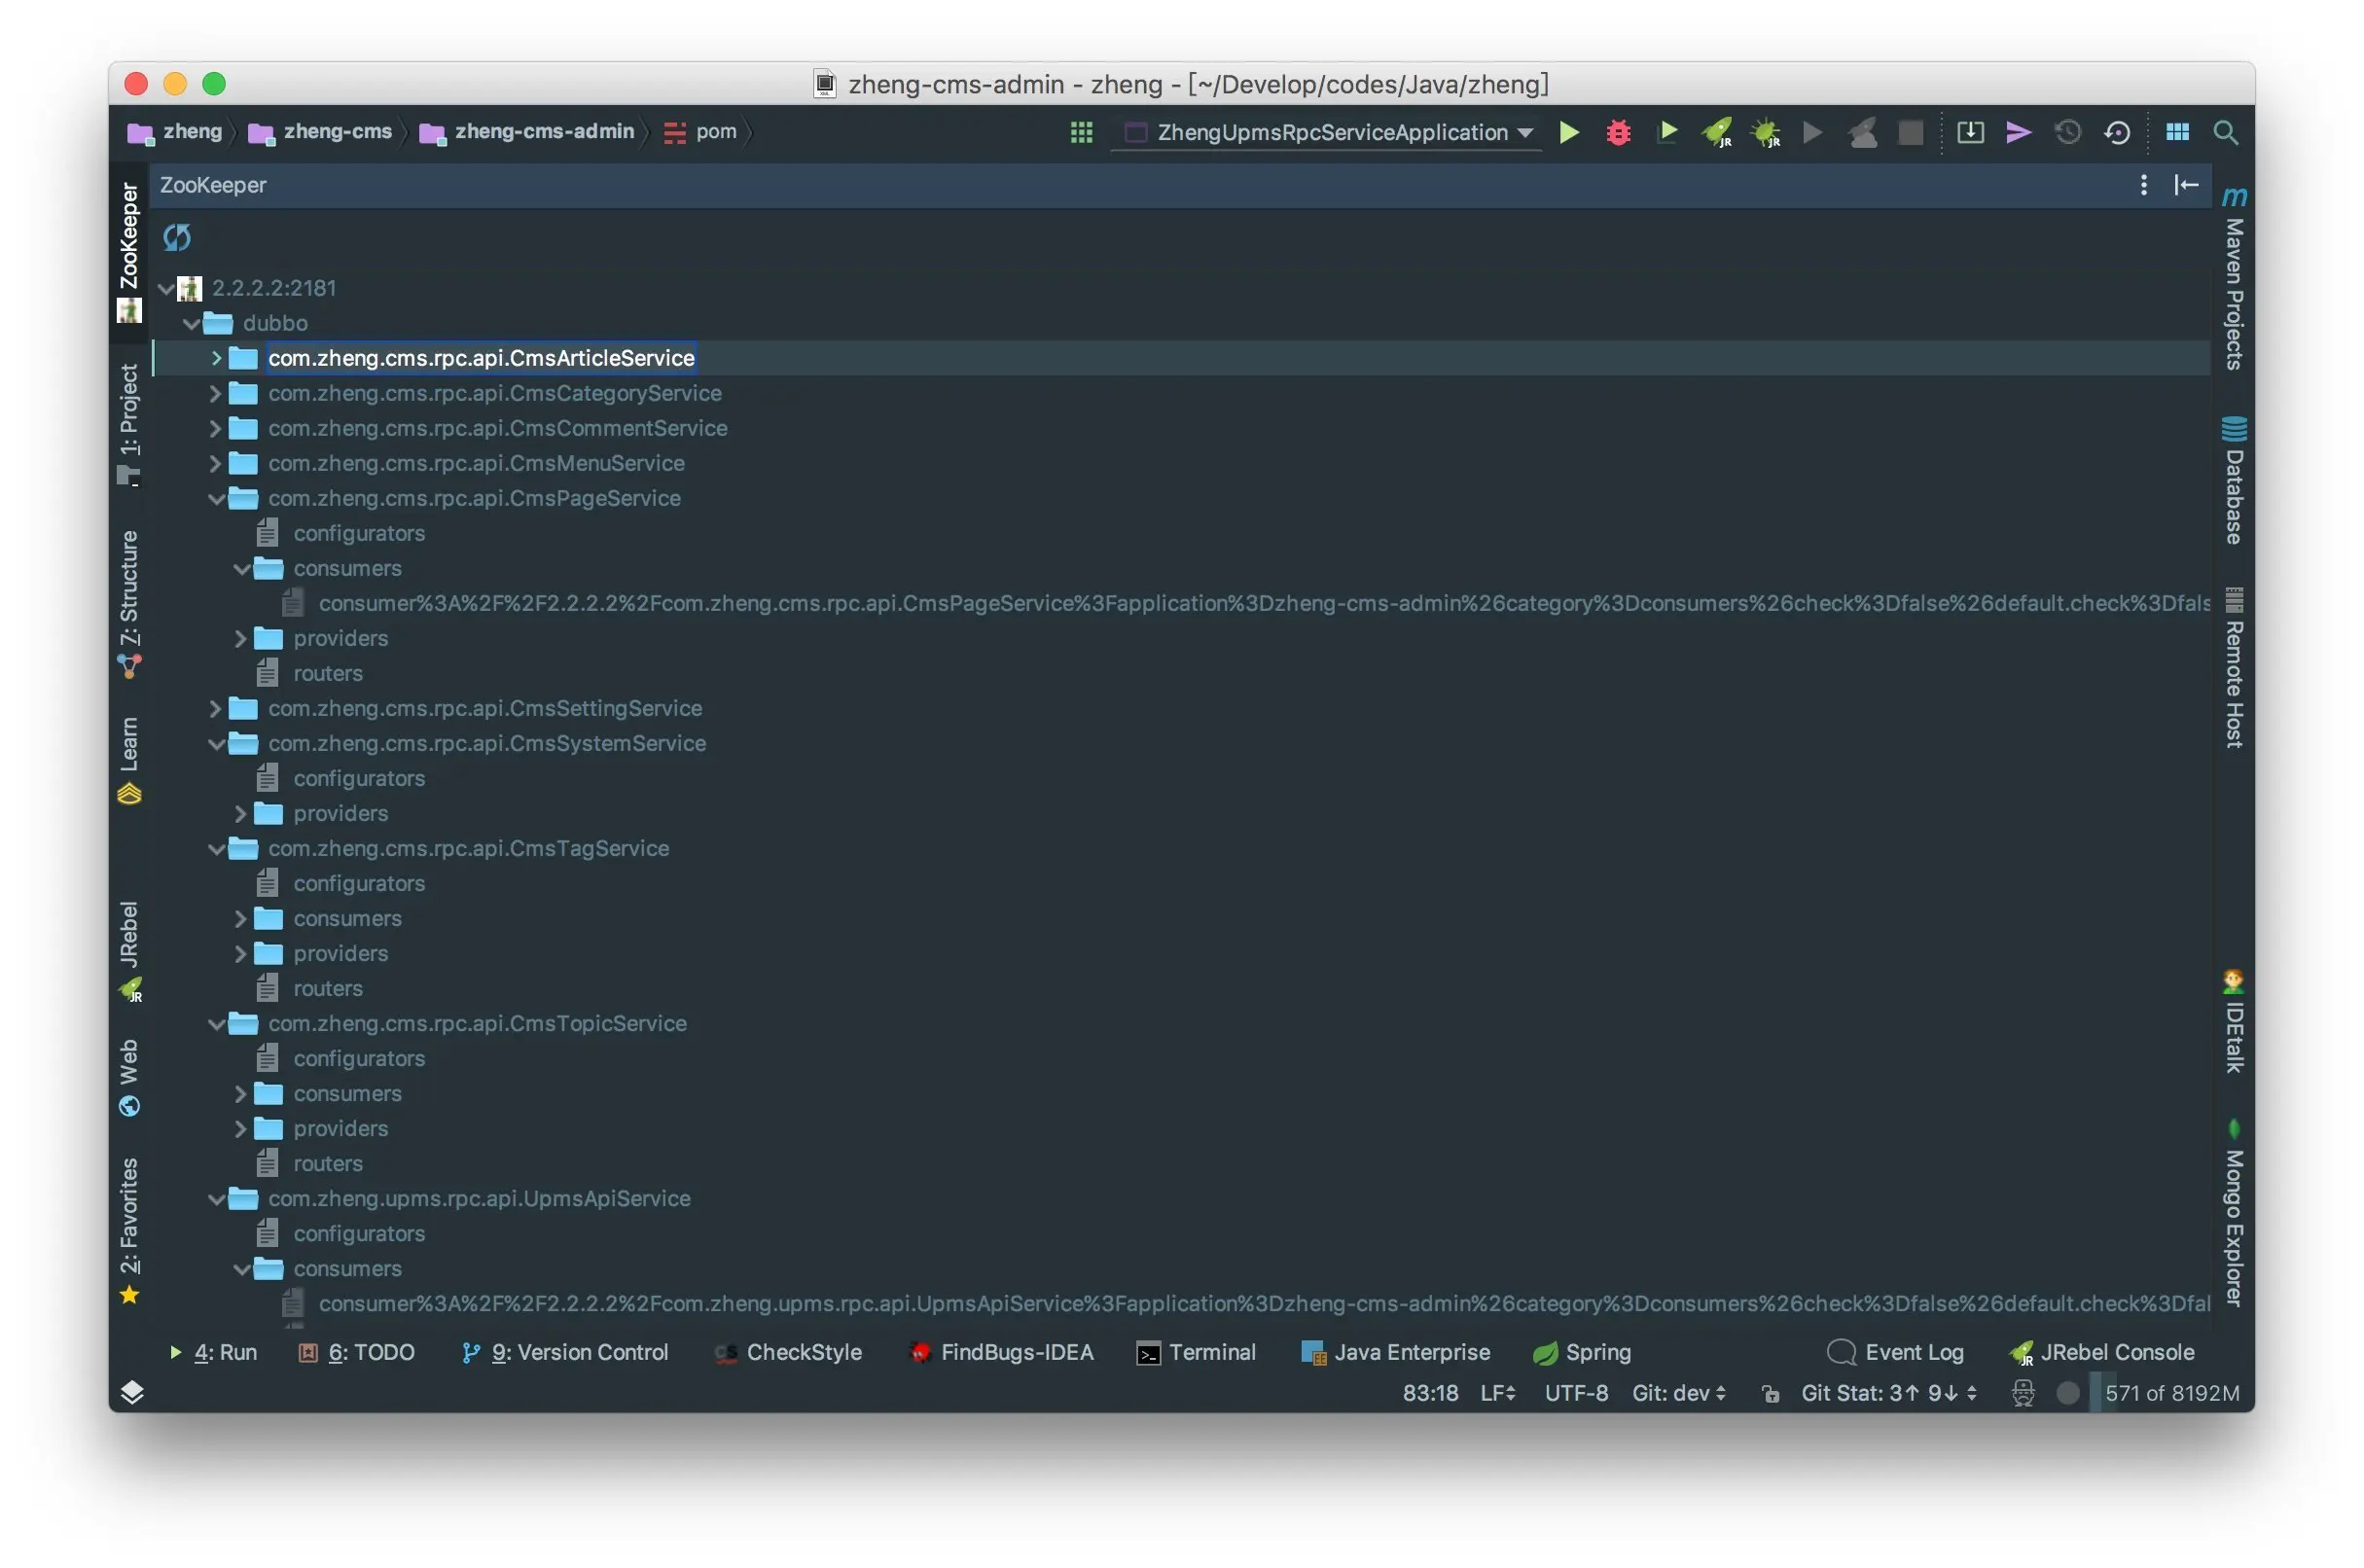 zheng-cms-admin - zheng - [~/Develop/codes/Java/zheng]
zheng zheng-cms zheng-cms-admin pom ZhengUpmsRpcServiceApplication JR JR
ZooKeeper
2.2.2.2:2181
dubbo
com.zheng.cms.rpc.api.CmsArticleService
com.zheng.cms.rpc.api.CmsCategoryService
com.zheng.cms.rpc.api.CmsCommentService
com.zheng.cms.rpc.api.CmsMenuService
com.zheng.cms.rpc.api.CmsPageService
configurators
consumers
consumer%3A%2F%2F2.2.2.2%2Fcom.zheng.cms.rpc.api.CmsPageService%3Fapplication%3Dzheng-cms-admin%26category%3Dconsumers%26check%3Dfalse%26default.check%3Dfals
providers
routers
com.zheng.cms.rpc.api.CmsSettingService
com.zheng.cms.rpc.api.CmsSystemService
configurators
providers
com.zheng.cms.rpc.api.CmsTagService
configurators
consumers
providers
routers
com.zheng.cms.rpc.api.CmsTopicService
configurators
consumers
providers
routers
com.zheng.upms.rpc.api.UpmsApiService
configurators
consumers
consumer%3A%2F%2F2.2.2.2%2Fcom.zheng.upms.rpc.api.UpmsApiService%3Fapplication%3Dzheng-cms-admin%26category%3Dconsumers%26check%3Dfalse%26default.check%3Dfal
ZooKeeper
1: Project
7: Structure
Learn
JRebel
JR
Web
2: Favorites
m
Maven Projects
Database
Remote Host
IDEtalk
Mongo Explorer
4: Run 6: TODO 9: Version Control CS CheckStyle FindBugs-IDEA Terminal EE Java Enterprise Spring Event Log JR JRebel Console
83:18 LF UTF-8 Git: dev Git Stat: 3↑ 9↓ 571 of 8192M